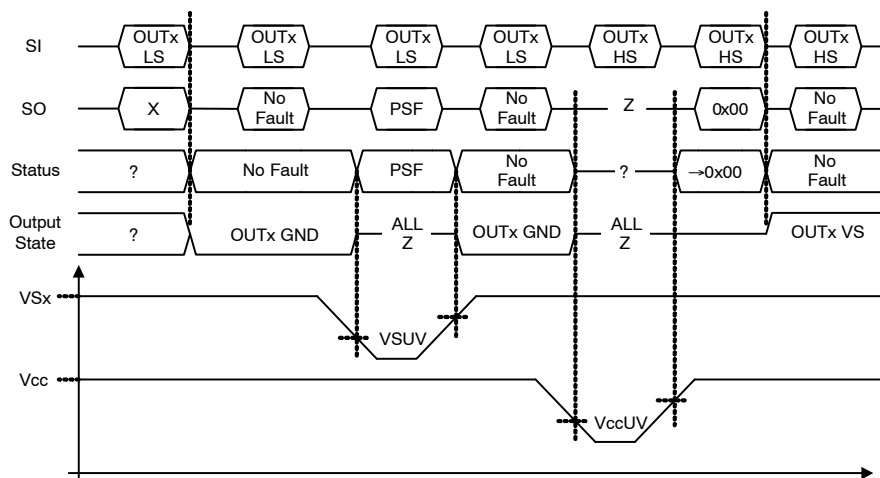 SI
OUTx
LS
OUTx
LS
OUTx
LS
OUTx
LS
OUTx
HS
OUTx
HS
OUTx
HS
SO
X
No
Fault
PSF
No
Fault
Z
0x00
No
Fault
Status
?
No Fault
PSF
No
Fault
?
→0x00
No
Fault
Output
State
?
OUTx GND
ALL
Z
OUTx GND
ALL
Z
OUTx VS
VSx
VSUV
Vcc
VccUV